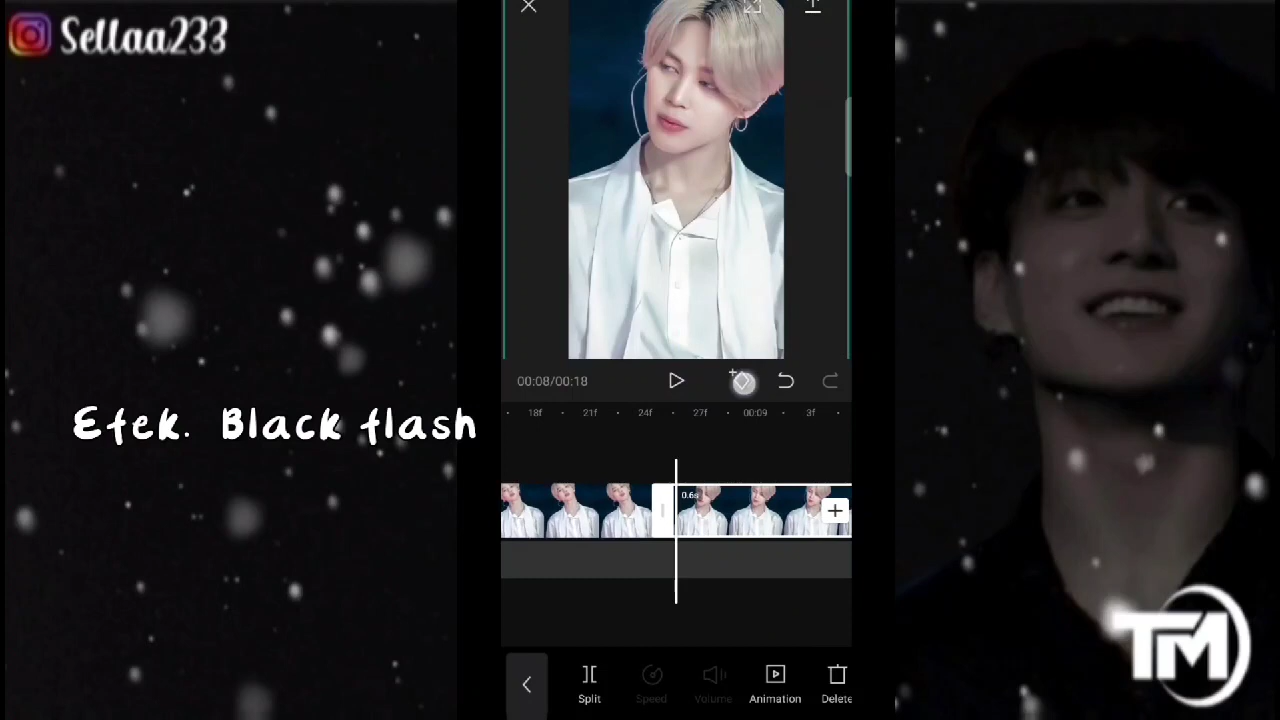 Sellaa233
00:08/00:18
18f 21f 24f 27f 00:09 3f
Efek. Black flash
0.6s
Split Speed Volume Animation Delete
TM